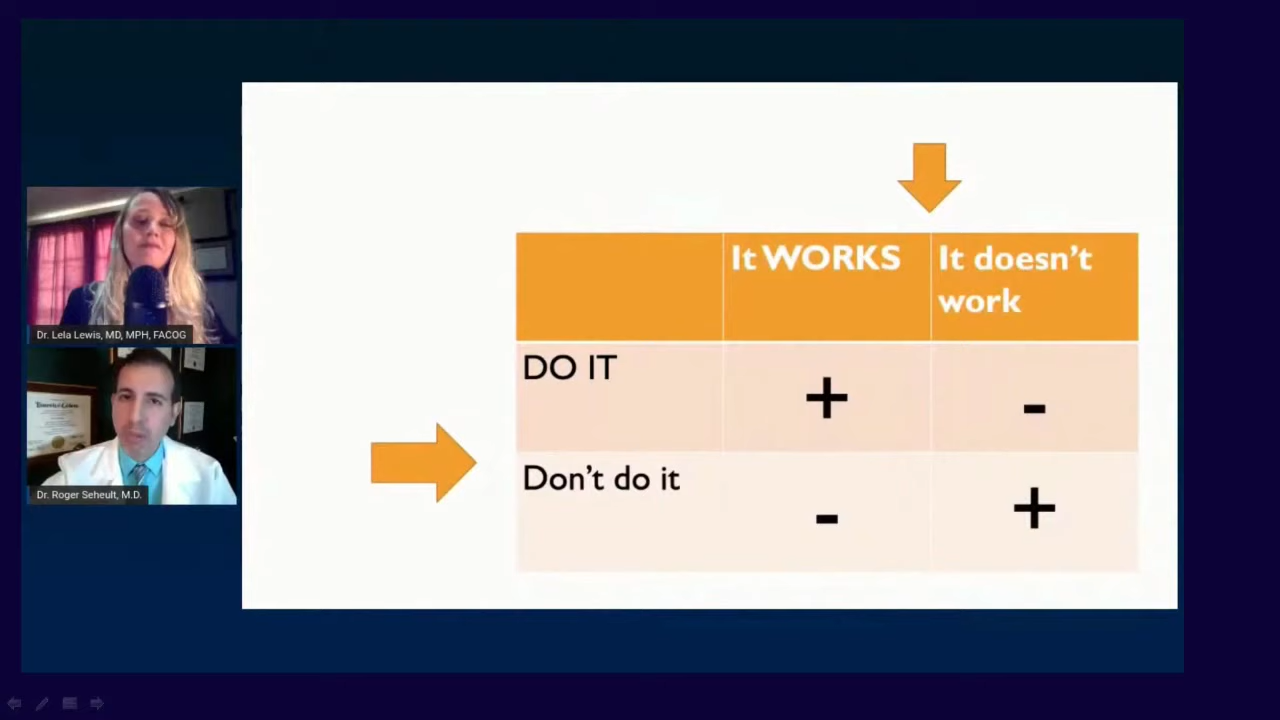 It WORKS
It doesn't
work
DO IT
+
-
Don't do it
-
+
Dr. Lela Lewis, MD, MPH, FACOG
Dr. Roger Seheult, M.D.